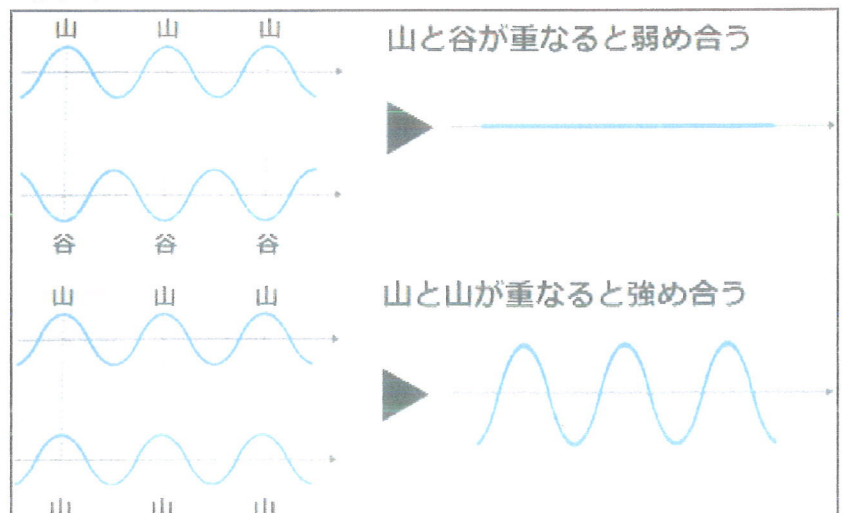 山 山 山
山と谷が重なると弱め合う
谷 谷 谷
山 山 山
山と山が重なると強め合う
山 山 山